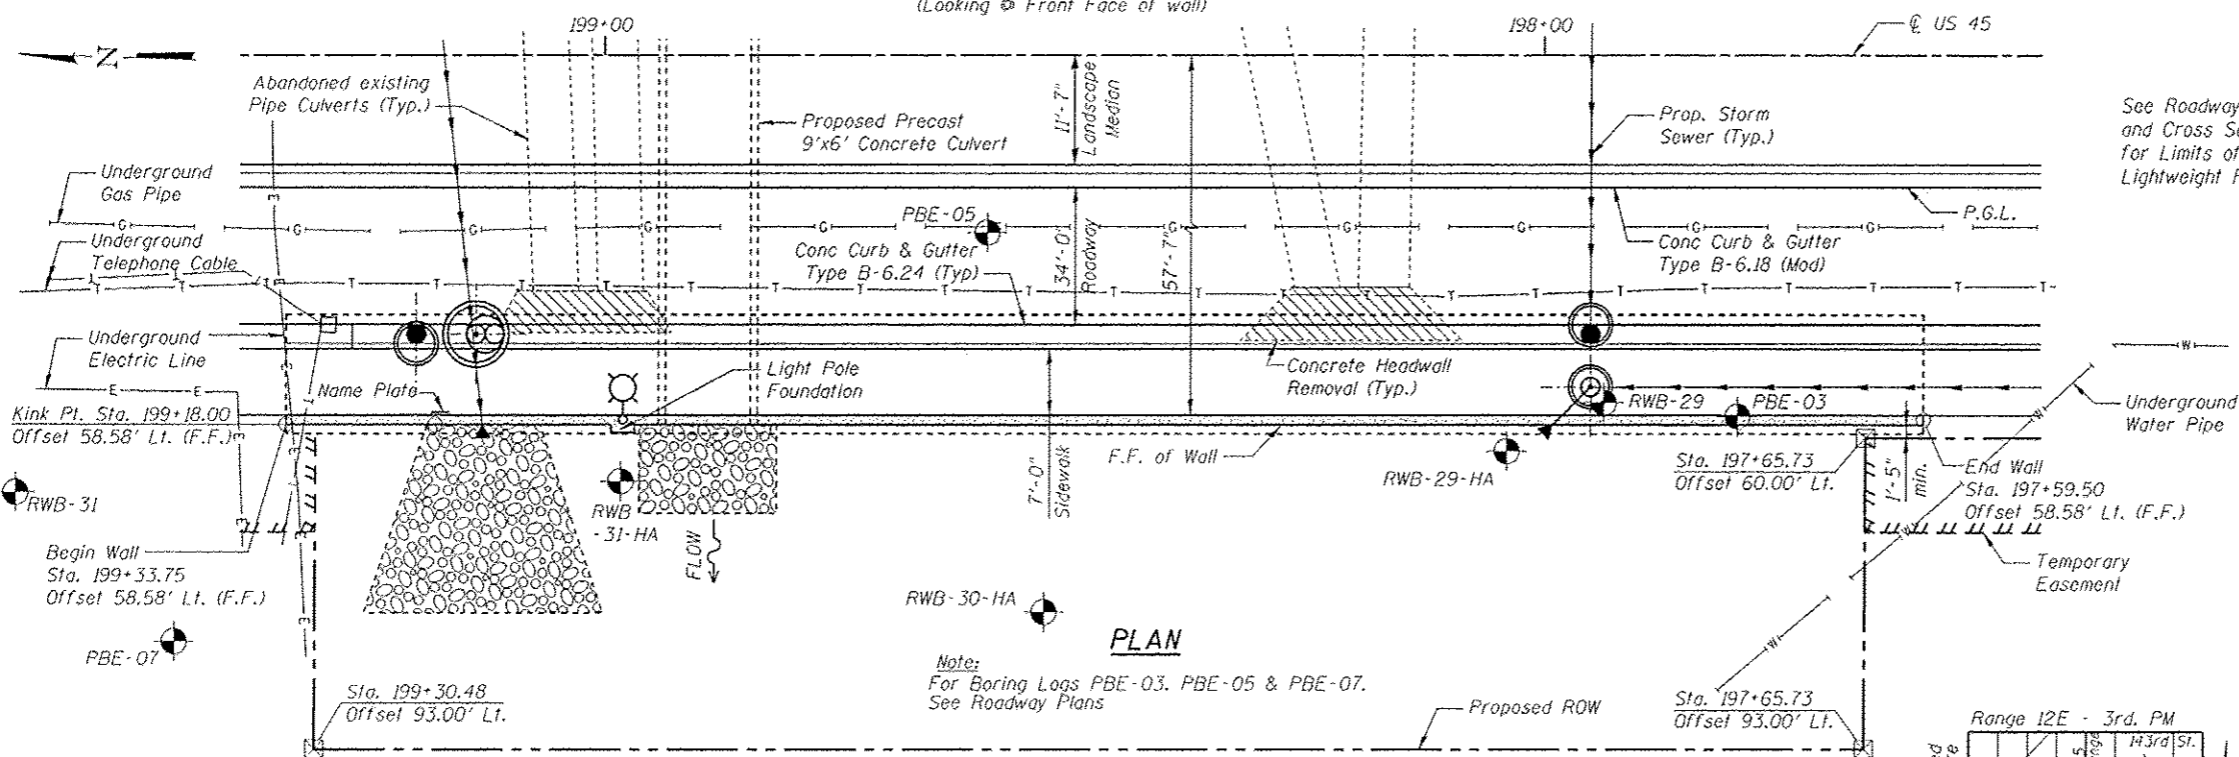 (Looking @ Front Face of wall)
199+00
198+00
℄ US 45
N
Abandoned existing
Pipe Culverts (Typ.)
Proposed Precast
9'x6' Concrete Culvert
11'-7"
Landscape
Median
Prop. Storm
Sewer (Typ.)
See Roadway
and Cross Se
for Limits of
Lightweight F
Underground
Gas Pipe
PBE-05
P.G.L.
G G G G G G G G G
Underground
Telephone Cable
Conc Curb & Gutter
Type B-6.24 (Typ)
34'-0"
Roadway
57'-7"
Conc Curb & Gutter
Type B-6.18 (Mod)
T T T T T T T T T T T T T T T T T
Underground
Electric Line
E E
Name Plate
Light Pole
Foundation
Concrete Headwall
Removal (Typ.)
W
Kink Pt. Sta. 199+18.00
Offset 58.58' Lt. (F.F.)
RWB-29
PBE-03
Underground
Water Pipe
F.F. of Wall
7'-0"
Sidewalk
RWB-29-HA
Sta. 197+65.73
Offset 60.00' Lt.
1'-5"
min.
End Wall
Sta. 197+59.50
Offset 58.58' Lt. (F.F.)
RWB-31
RWB
-31-HA
FLOW
Begin Wall
Sta. 199+33.75
Offset 58.58' Lt. (F.F.)
Temporary
Easement
RWB-30-HA
PBE-07
PLAN
Note:
For Boring Logs PBE-03, PBE-05 & PBE-07.
See Roadway Plans
Sta. 199+30.48
Offset 93.00' Lt.
Proposed ROW
Sta. 197+65.73
Offset 93.00' Lt.
Range 12E - 3rd. PM
143rd St.